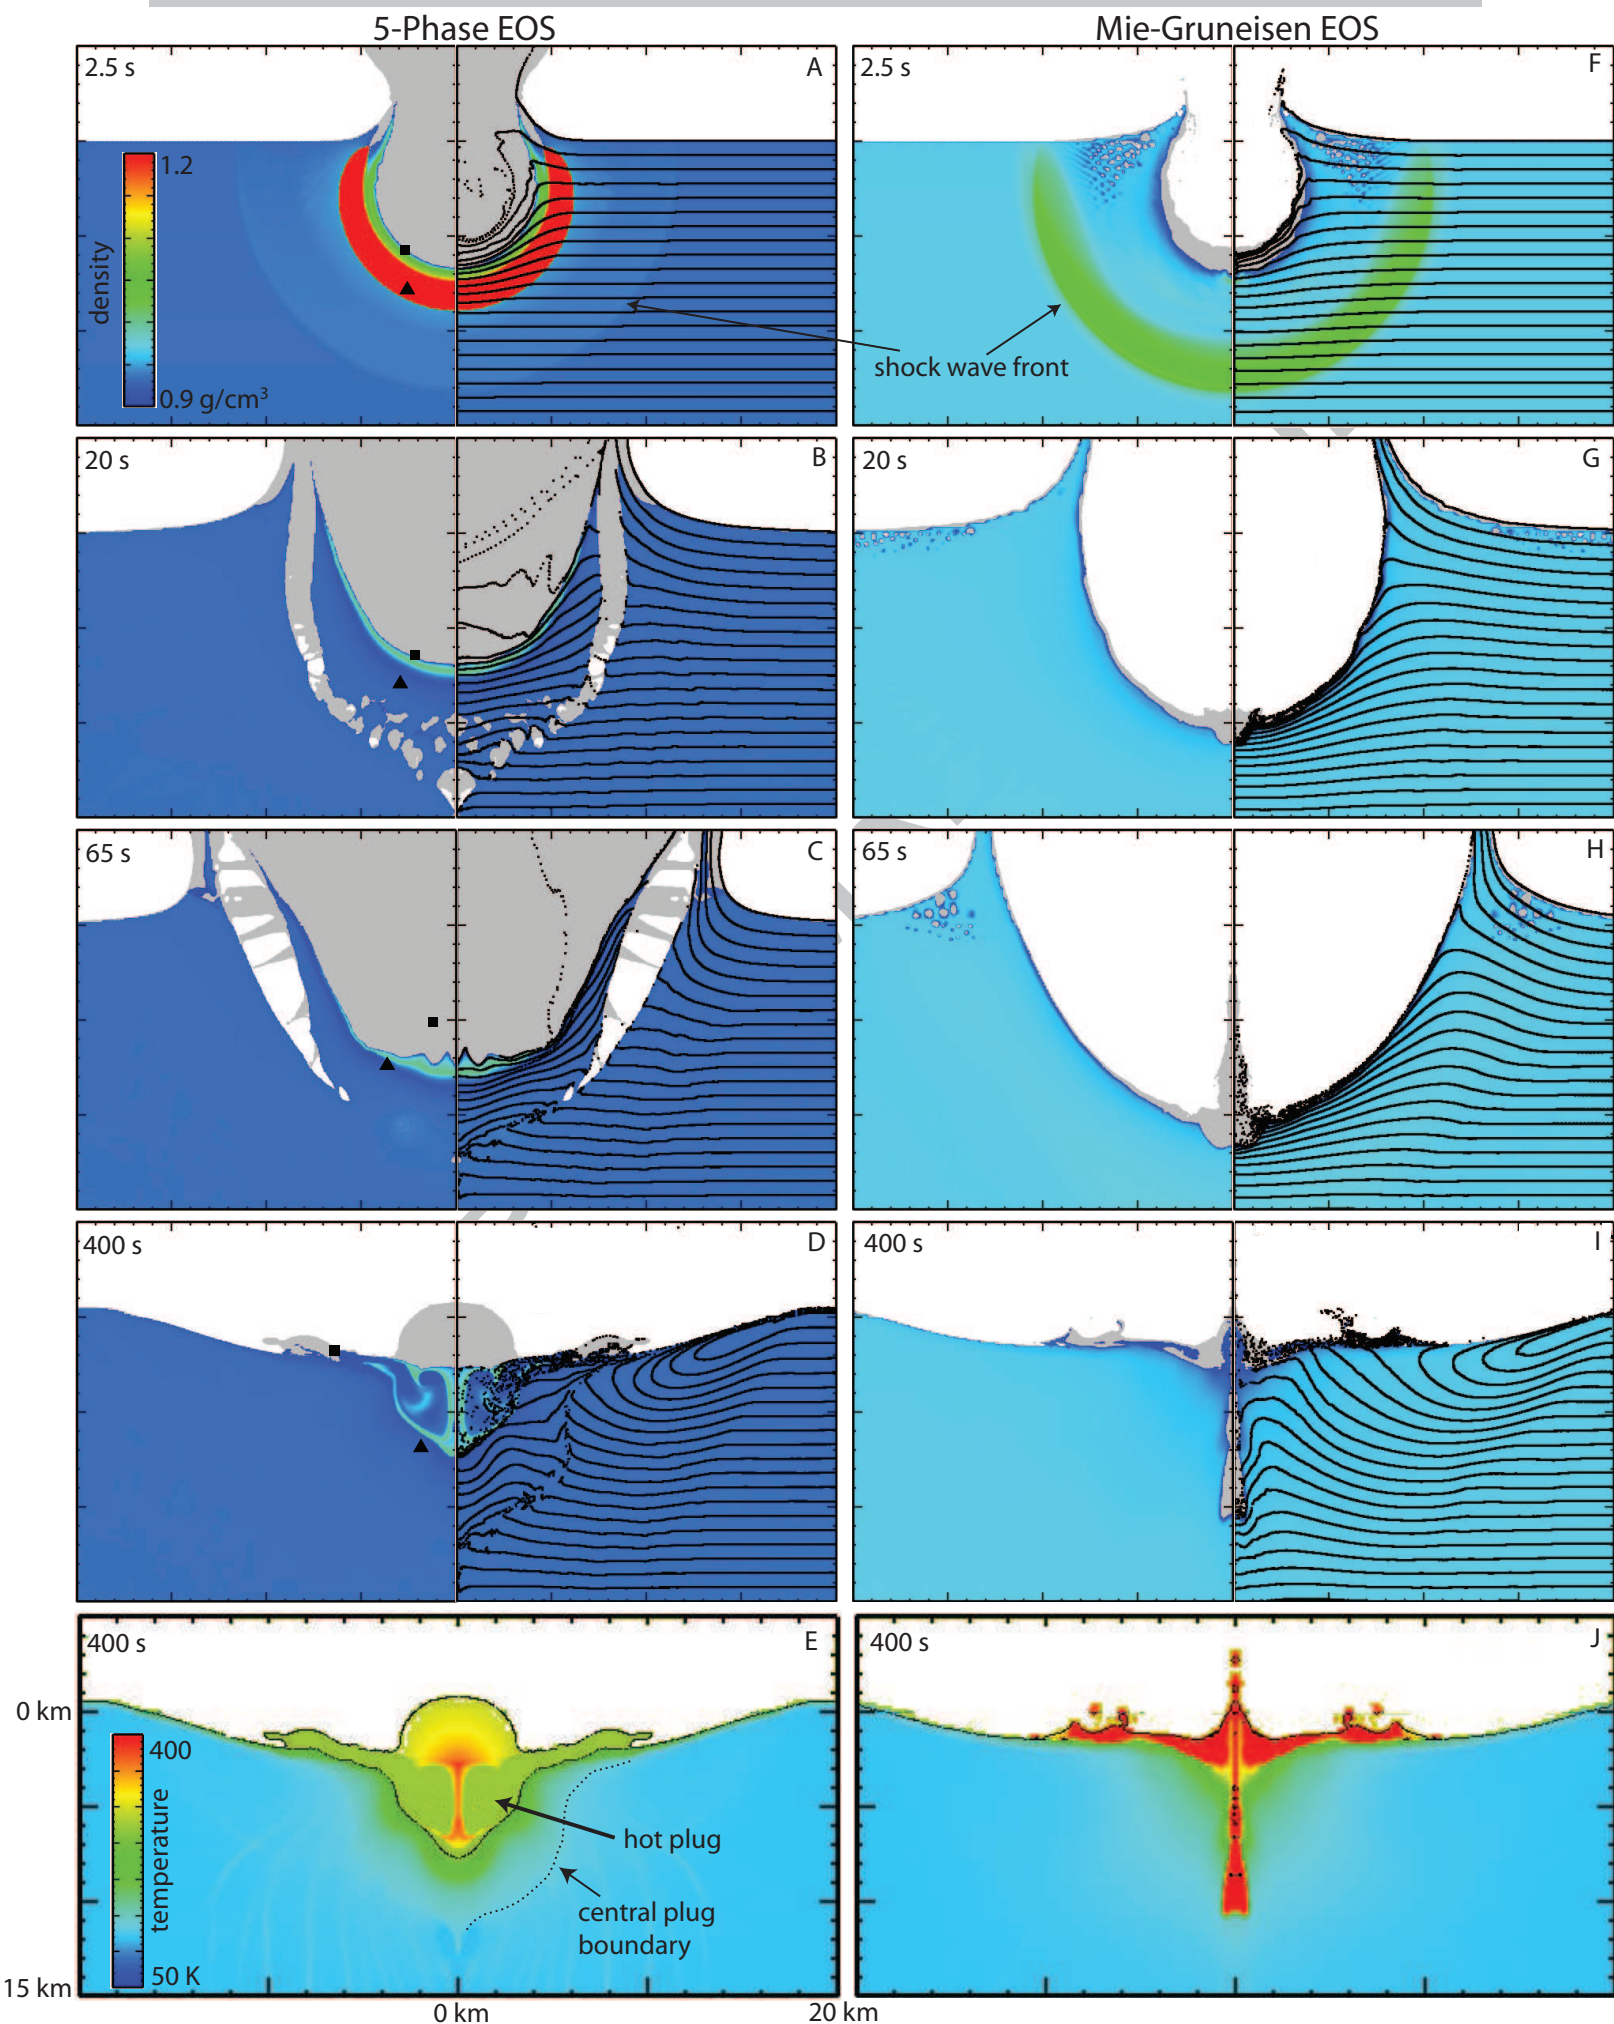 5-Phase EOS
Mie-Gruneisen EOS
2.5 s
A
1.2
density
0.9 g/cm³
2.5 s
F
shock wave front
20 s
B
20 s
G
65 s
C
65 s
H
400 s
D
400 s
I
400 s
E
0 km
400
temperature
50 K
15 km
hot plug
central plug
boundary
0 km
20 km
400 s
J